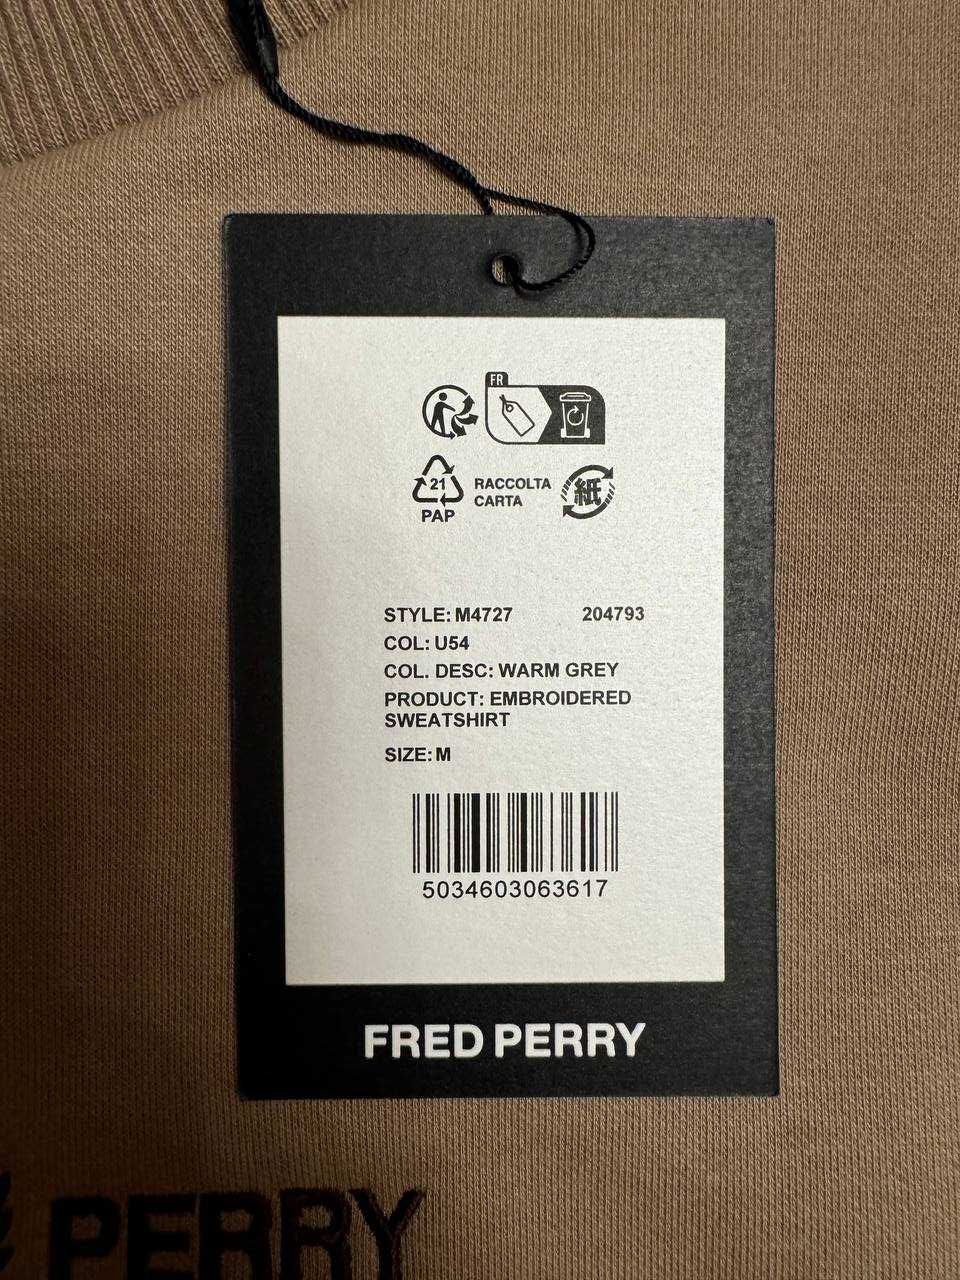 FR
21
PAP
RACCOLTA
CARTA
紙
STYLE: M4727 204793
COL: U54
COL. DESC: WARM GREY
PRODUCT: EMBROIDERED
SWEATSHIRT
SIZE: M
5034603063617
FRED PERRY
PERRY